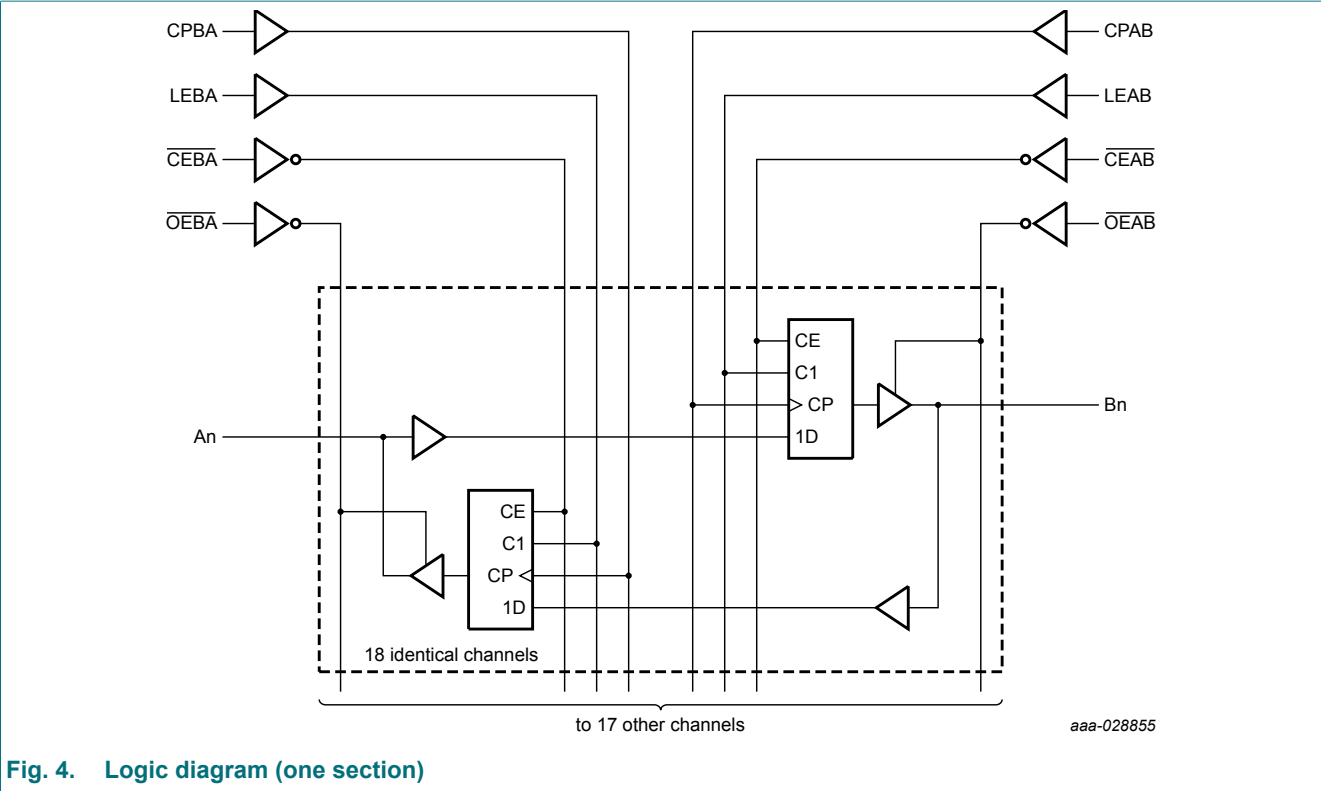 CPBA
CPAB
LEBA
LEAB
CEBA
CEAB
OEBA
OEAB
CE
C1
CP
1D
Bn
An
CE
C1
CP
1D
18 identical channels
to 17 other channels
aaa-028855
Fig. 4. Logic diagram (one section)